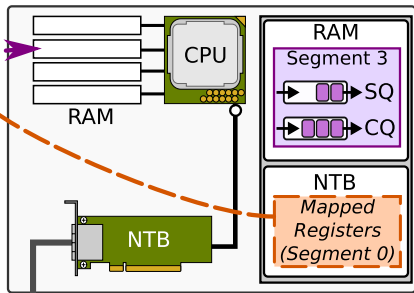 CPU
RAM
NTB
RAM
Segment 3
SQ
CQ
NTB
Mapped
Registers
(Segment 0)